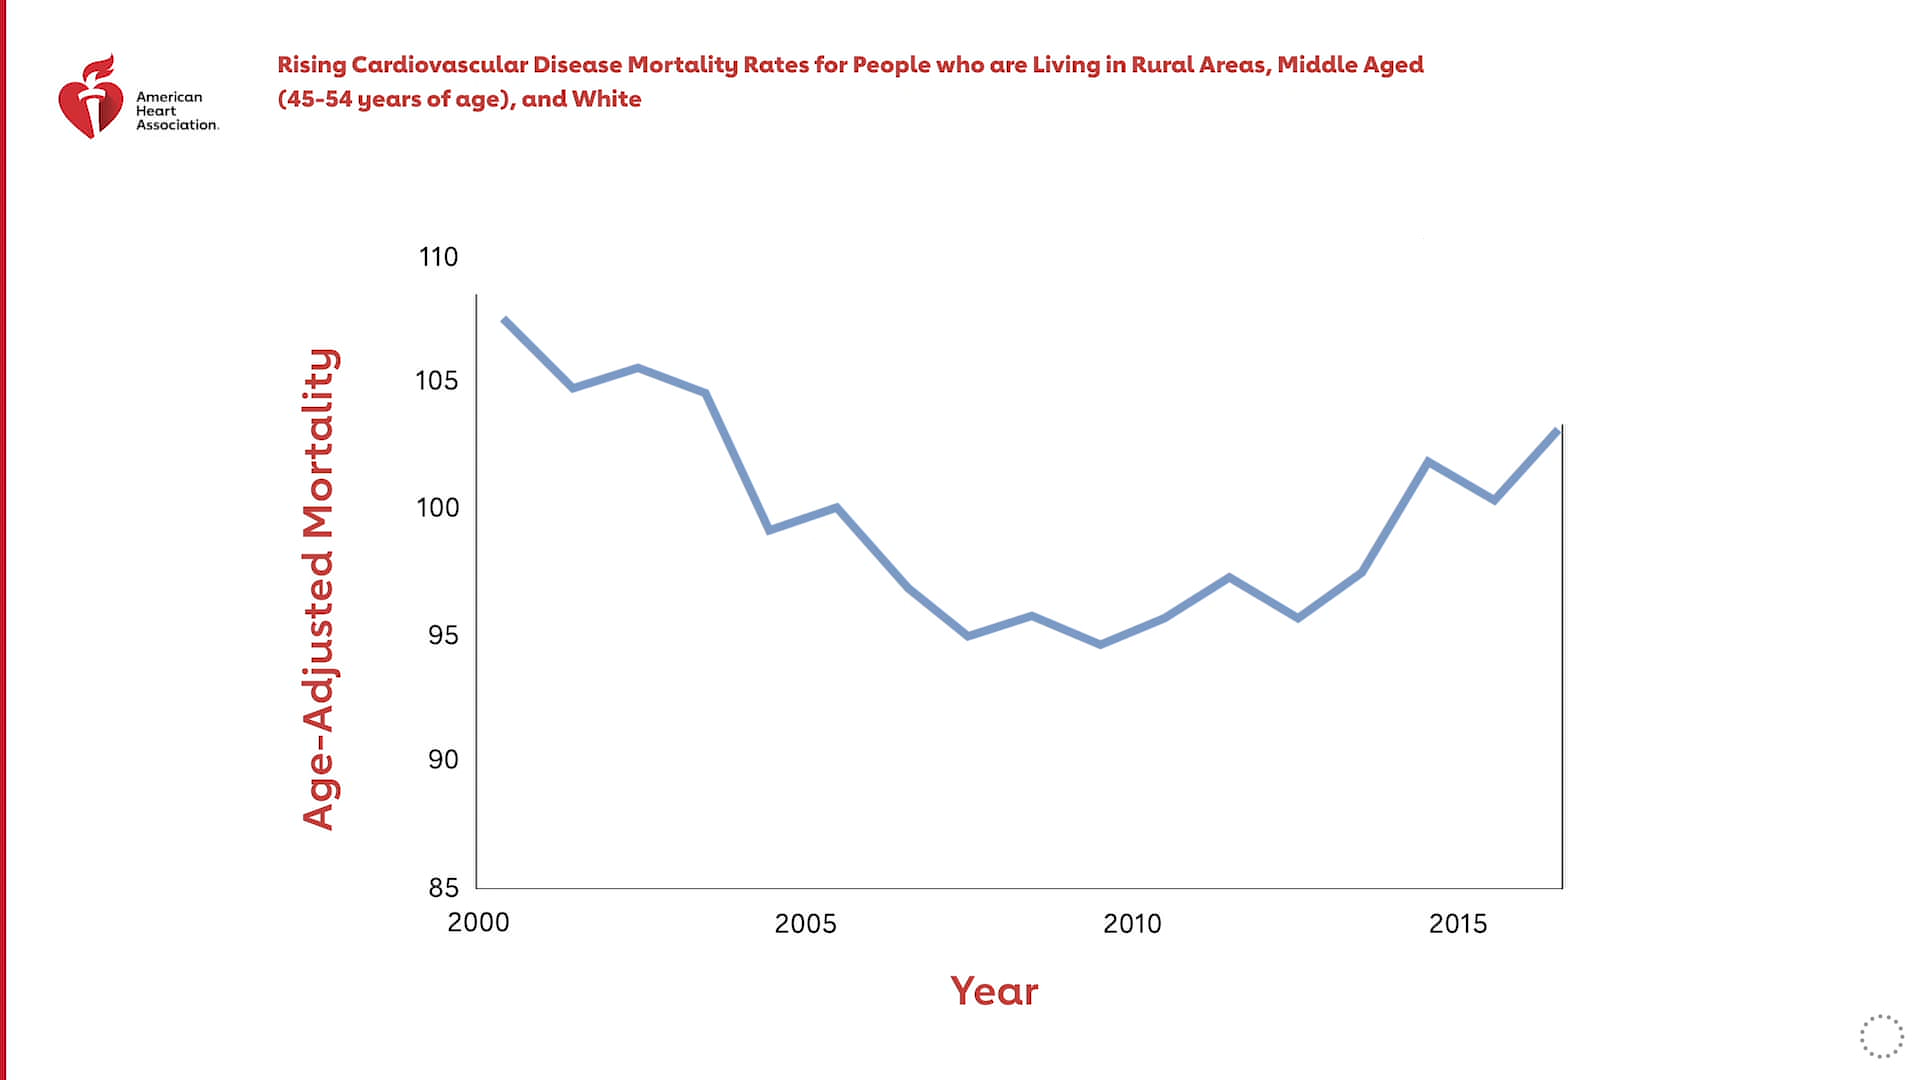 Rising Cardiovascular Disease Mortality Rates for People who are Living in Rural Areas, Middle Aged
(45-54 years of age), and White
American
Heart
Association.
110
105
100
95
90
85
Age-Adjusted Mortality
2000
2005
2010
2015
Year